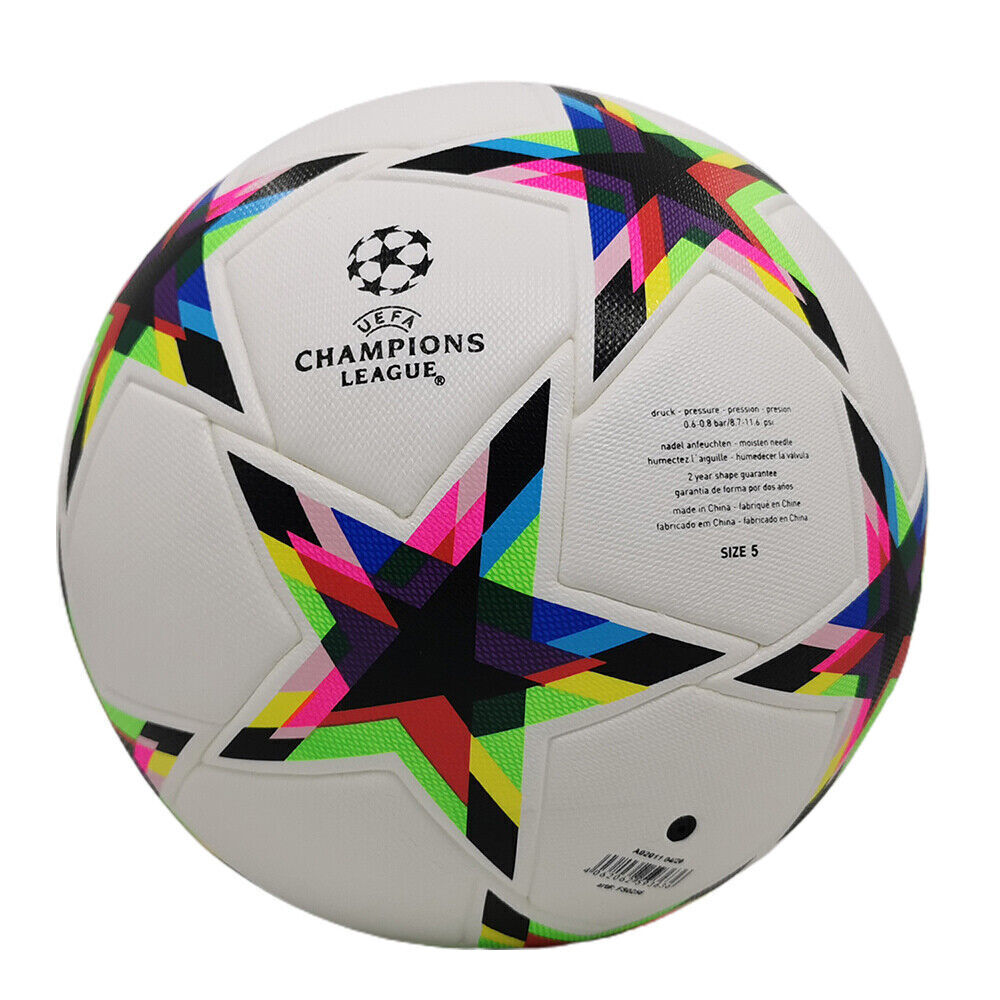 UEFA
CHAMPIONS
LEAGUE®
druck - pressure - pression - presion
0.6-0.8 bar/8.7-11.6 psi
nadel anfeuchten - moisten needle
humectez l'aiguille - humedecer la valvula
2 year shape guarantee
garantia de forma por dos años
made in China - fabriqué en Chine
fabricado em China - fabricado en China
SIZE 5